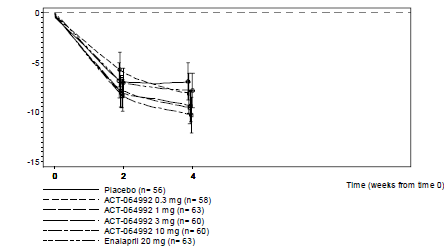 0
-5
-10
-15
0 2 4
Time (weeks from time 0)
Placebo (n= 56)
ACT-064992 0.3 mg (n= 58)
ACT-064992 1 mg (n= 63)
ACT-064992 3 mg (n= 60)
ACT-064992 10 mg (n= 60)
Enalapril 20 mg (n= 63)